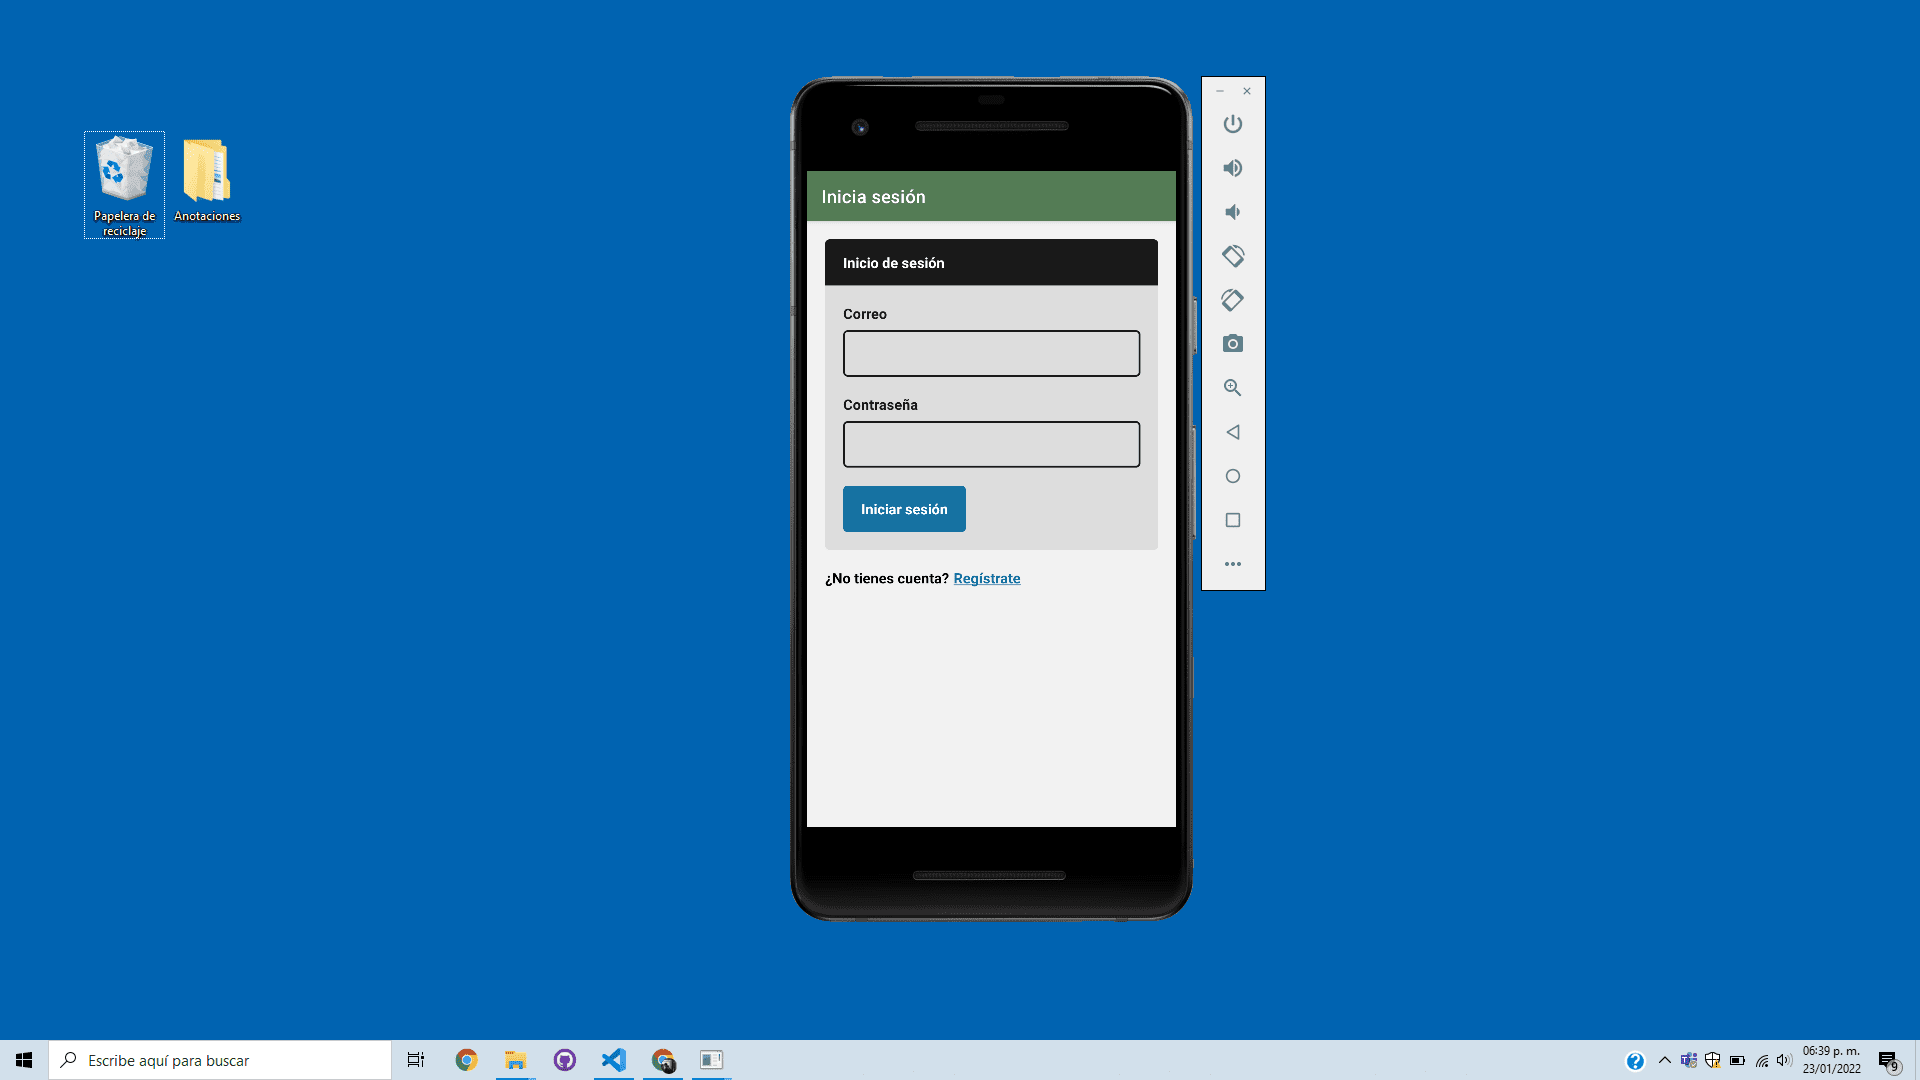 Papelera de
reciclaje
Anotaciones
Inicia sesión
Inicio de sesión
Correo
Contraseña
Iniciar sesión
¿No tienes cuenta? Regístrate
Escribe aquí para buscar
06:39 p. m.
23/01/2022
9